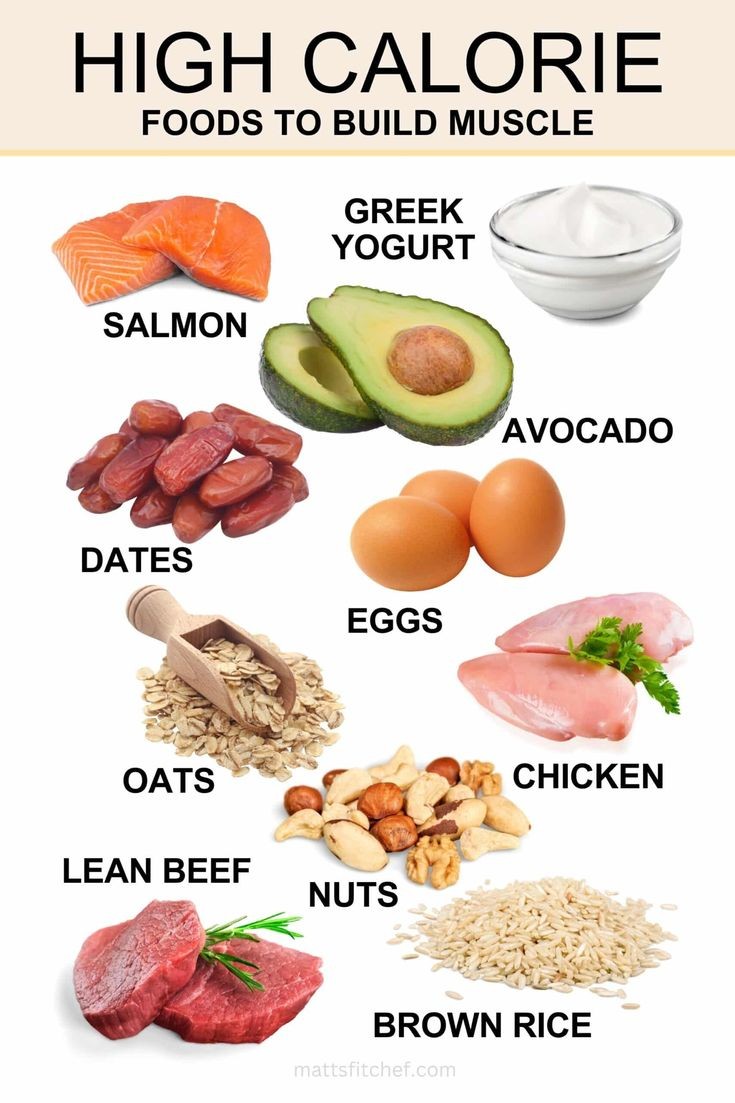 HIGH CALORIE
FOODS TO BUILD MUSCLE
GREEK
YOGURT
SALMON
AVOCADO
DATES
EGGS
OATS
CHICKEN
LEAN BEEF
NUTS
BROWN RICE
mattsfitchef.com